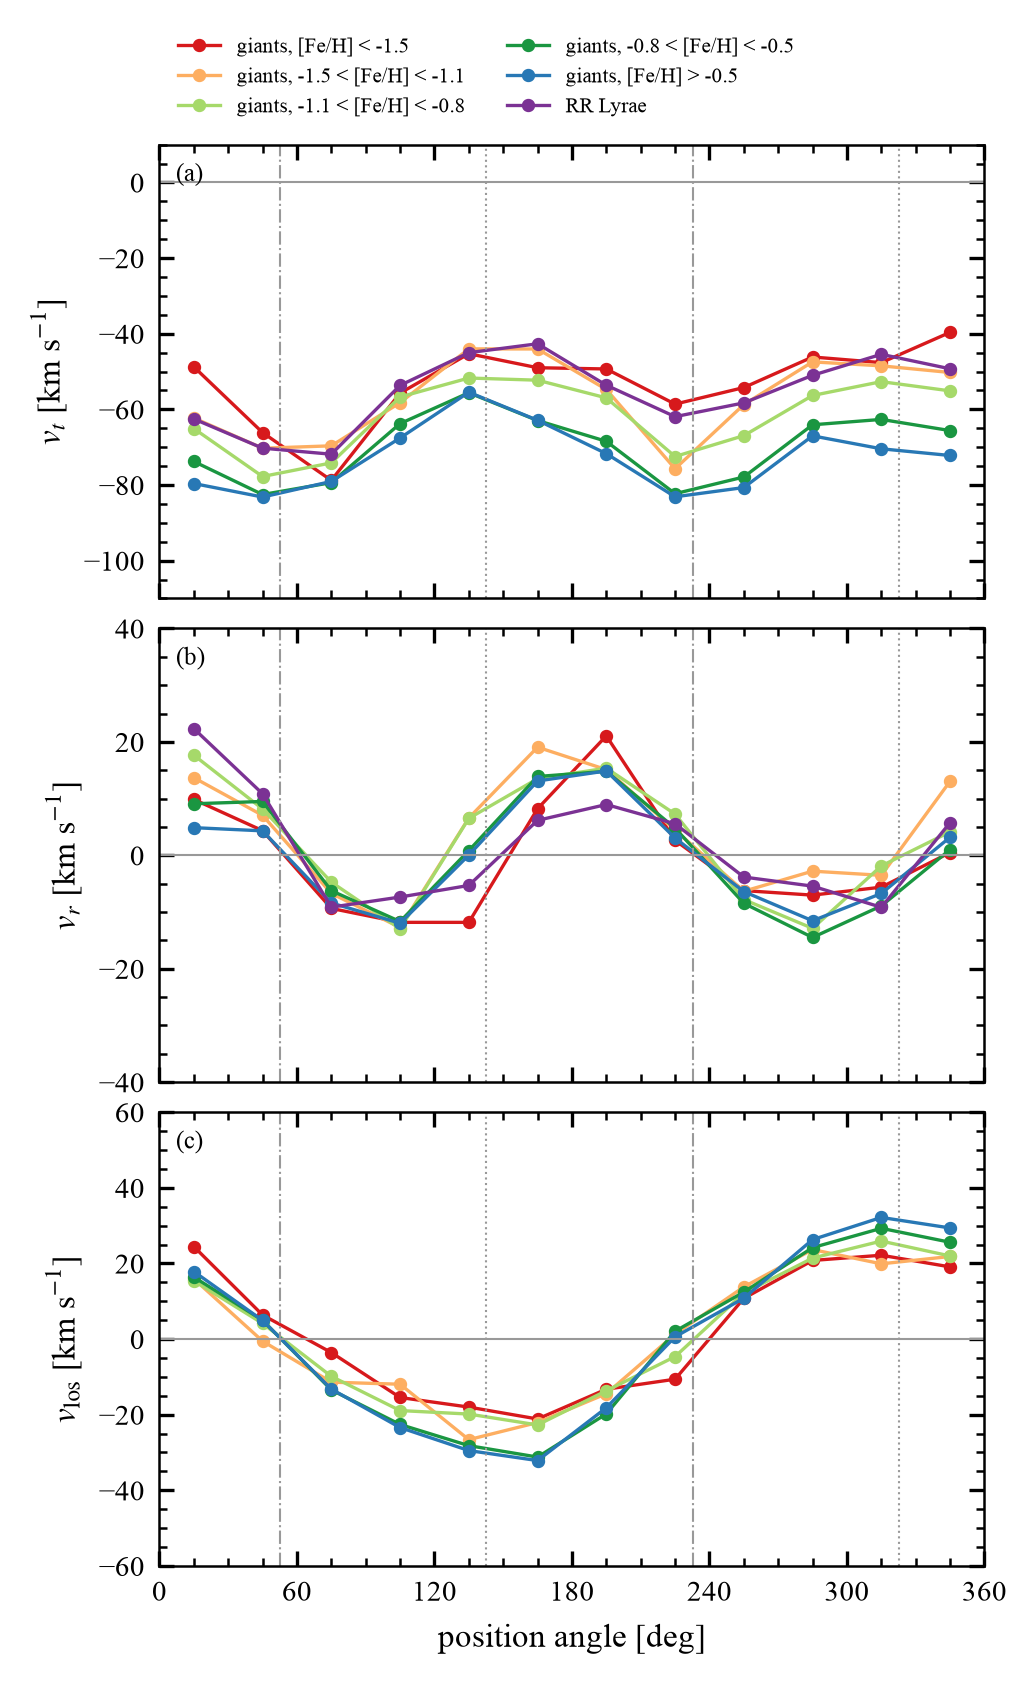 giants, [Fe/H] < -1.5
giants, -1.5 < [Fe/H] < -1.1
giants, -1.1 < [Fe/H] < -0.8
giants, -0.8 < [Fe/H] < -0.5
giants, [Fe/H] > -0.5
RR Lyrae
(a)
0
−20
−40
−60
−80
−100
v_t [km s⁻¹]
(b)
40
20
0
−20
−40
v_r [km s⁻¹]
(c)
60
40
20
0
−20
−40
−60
v_los [km s⁻¹]
0 60 120 180 240 300 360
position angle [deg]